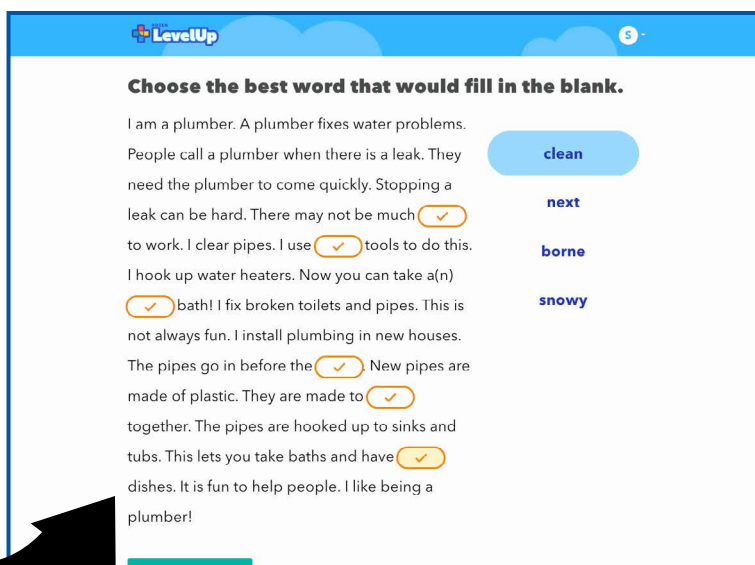 LevelUp
S
Choose the best word that would fill in the blank.
I am a plumber. A plumber fixes water problems.
People call a plumber when there is a leak. They
need the plumber to come quickly. Stopping a
leak can be hard. There may not be much
to work. I clear pipes. I use tools to do this.
I hook up water heaters. Now you can take a(n)
bath! I fix broken toilets and pipes. This is
not always fun. I install plumbing in new houses.
The pipes go in before the . New pipes are
made of plastic. They are made to
together. The pipes are hooked up to sinks and
tubs. This lets you take baths and have
dishes. It is fun to help people. I like being a
plumber!
clean
next
borne
snowy